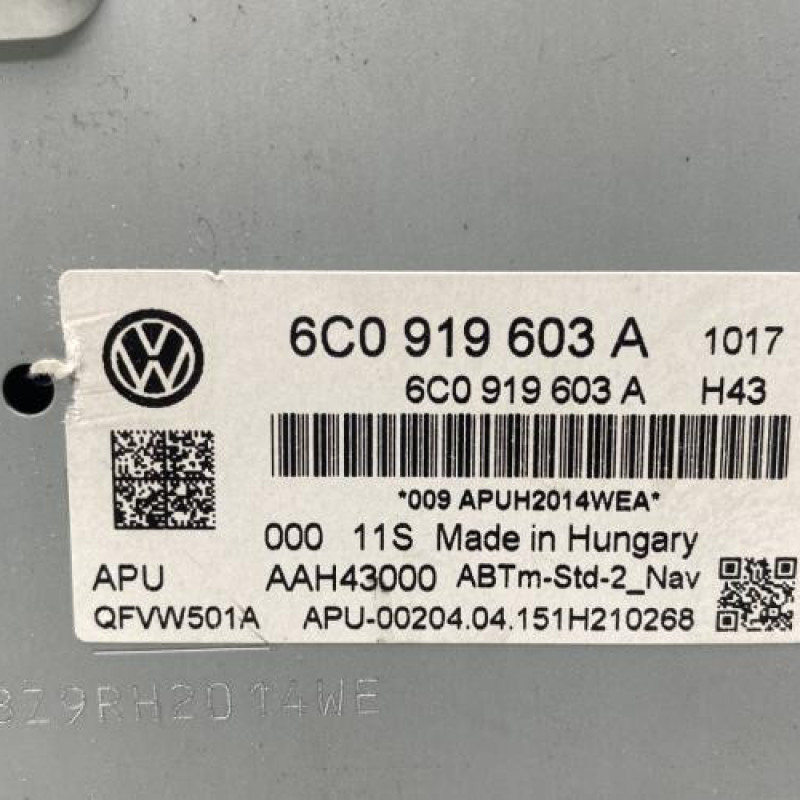 6C0 919 603 A 1017
6C0 919 603 A H43
*009 APUH2014WEA*
000 11S Made in Hungary
APU AAH43000 ABTm-Std-2_Nav
QFVW501A APU-00204.04.151H210268
8Z9RH2014WE